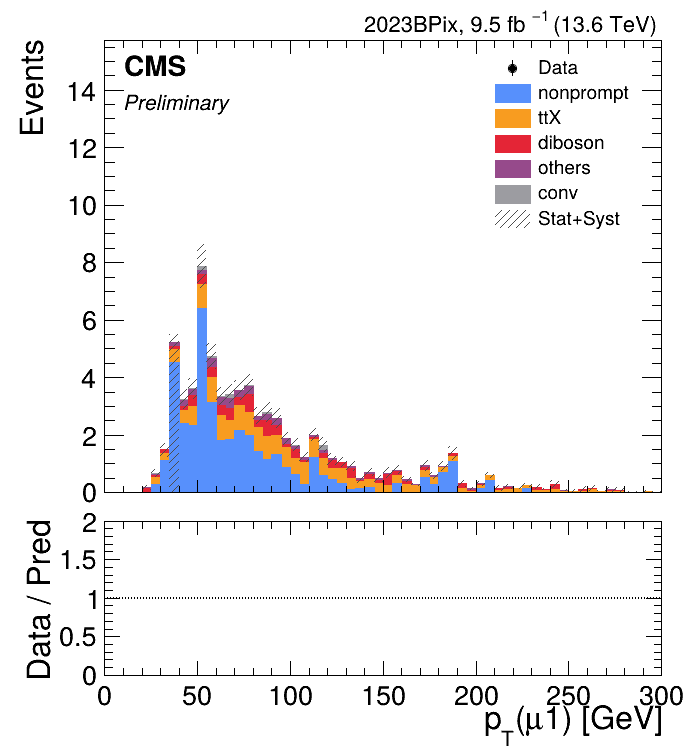 2023BPix, 9.5 fb⁻¹ (13.6 TeV)
CMS
Preliminary
Events
Data
nonprompt
ttX
diboson
others
conv
Stat+Syst
14
12
10
8
6
4
2
0
Data / Pred
2
1.5
1
0.5
0
0 50 100 150 200 250 300
p_T(μ1) [GeV]